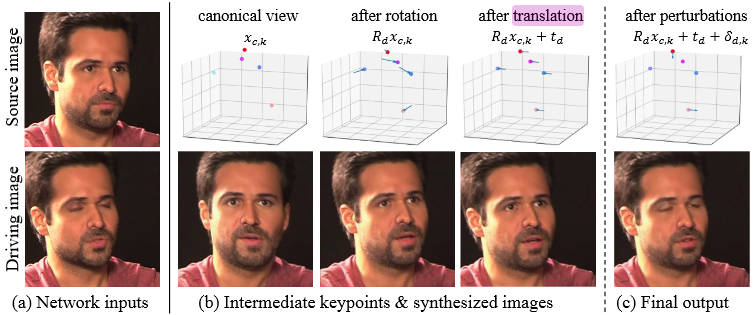 Source image
Driving image
canonical view
x_{c,k}
after rotation
R_d x_{c,k}
after translation
R_d x_{c,k} + t_d
after perturbations
R_d x_{c,k} + t_d + δ_{d,k}
(a) Network inputs
(b) Intermediate keypoints & synthesized images
(c) Final output